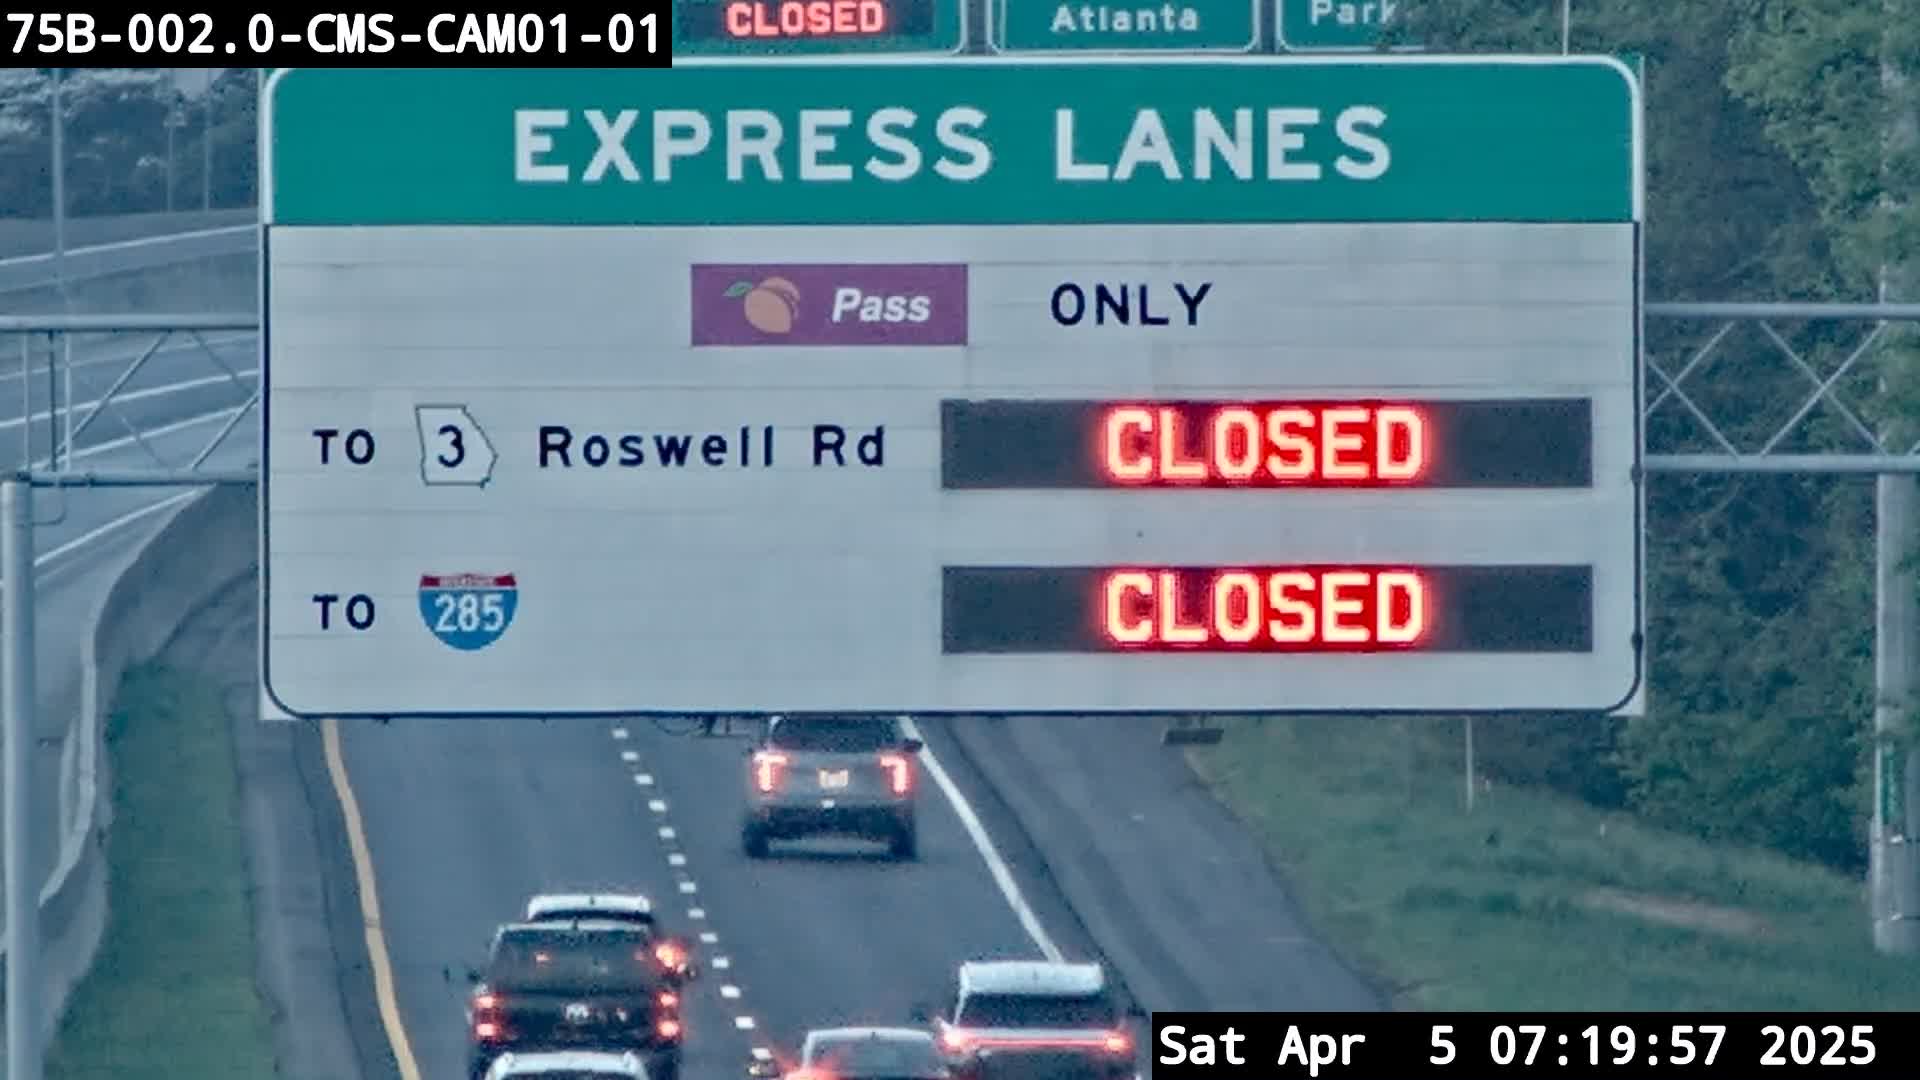 75B-002.0-CMS-CAM01-01
CLOSED
Atlanta
Park
EXPRESS LANES
Pass ONLY
TO 3 Roswell Rd CLOSED
TO INTERSTATE 285 CLOSED
Sat Apr 5 07:19:57 2025